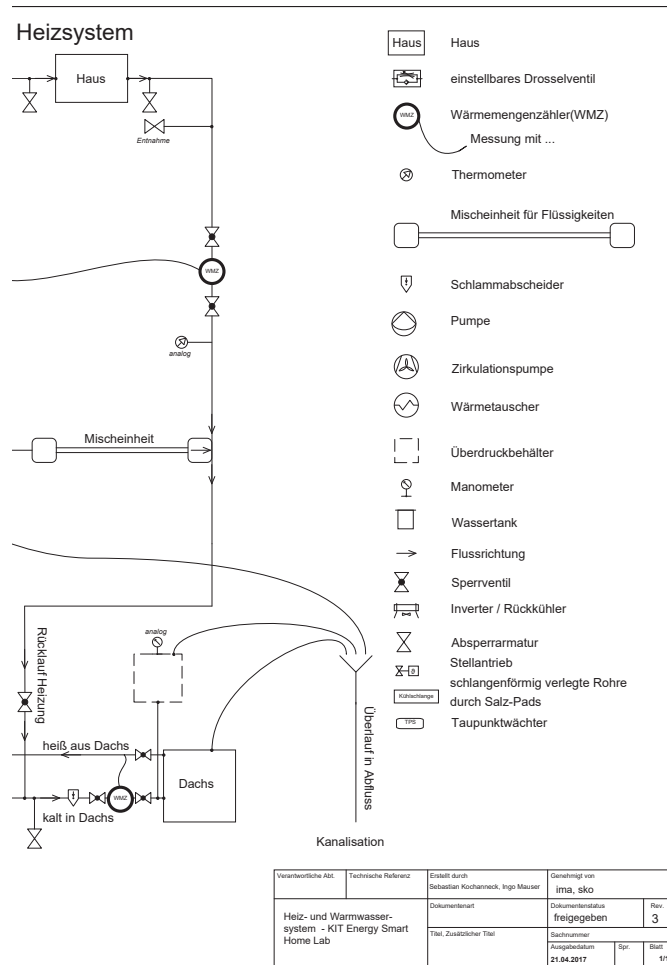 Heizsystem
Haus
Entnahme
WMZ
analog
Mischeinheit
Rücklauf Heizung
analog
heiß aus Dachs
WMZ
kalt in Dachs
Dachs
Überlauf in Abfluss
Kanalisation
Haus Haus
einstellbares Drosselventil
WMZ Wärmemengenzähler(WMZ)
Messung mit ...
Thermometer
Mischeinheit für Flüssigkeiten
Schlammabscheider
Pumpe
Zirkulationspumpe
Wärmetauscher
Überdruckbehälter
Manometer
Wassertank
Flussrichtung
Sperrventil
Inverter / Rückkühler
Absperrarmatur
Stellantrieb
schlangenförmig verlegte Rohre
Kühlschlange
durch Salz-Pads
TPS Taupunktwächter
Verantwortliche Abt. Technische Referenz Erstellt durch Genehmigt von
Sebastian Kochanneck, Ingo Mauser ima, sko
Dokumentenart Dokumentenstatus Rev.
freigegeben 3
Heiz- und Warmwasser-
system - KIT Energy Smart
Home Lab
Titel, Zusätzlicher Titel Sachnummer
Ausgabedatum Spr. Blatt
21.04.2017 1/1